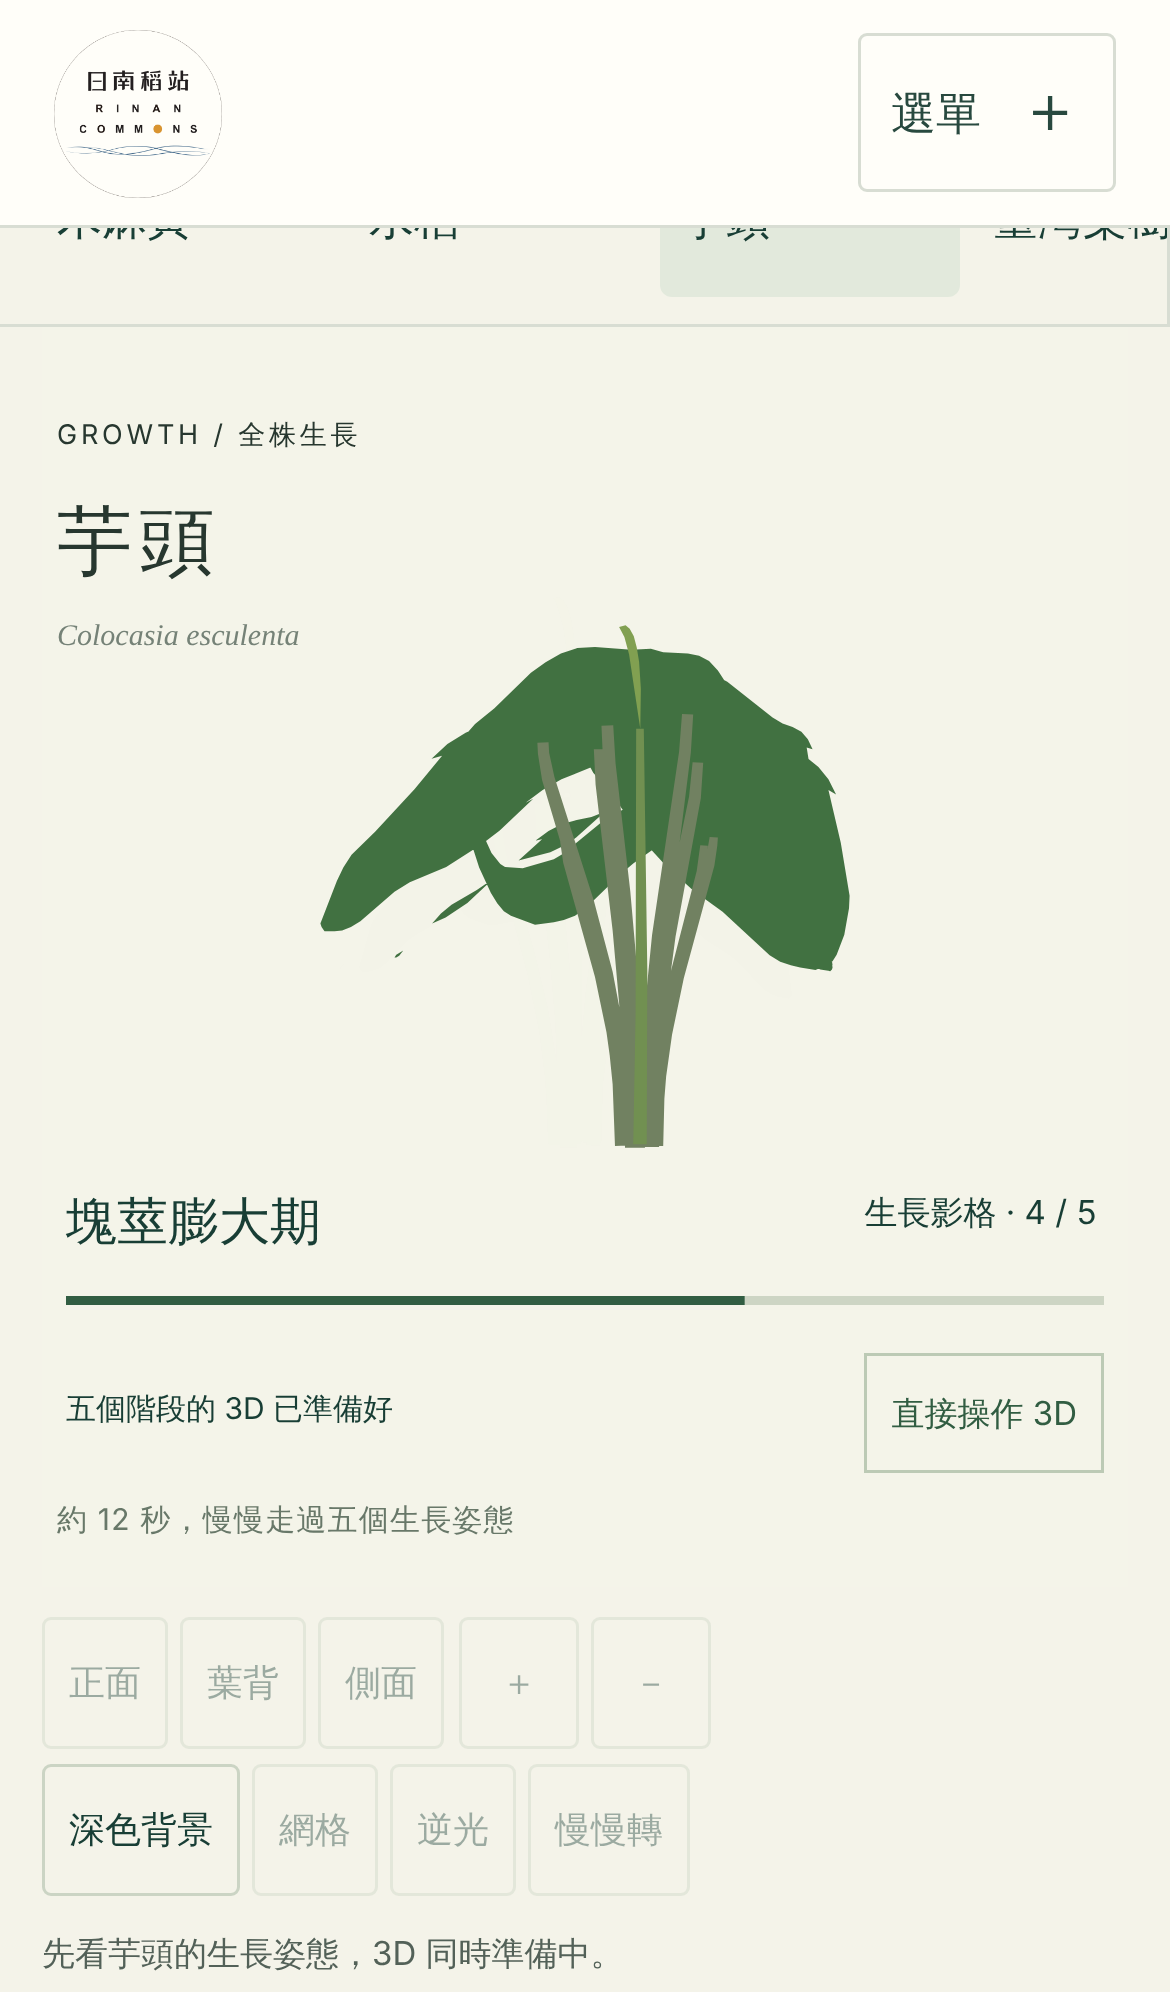 日南稻站
RINAN
COMMONS
選單 +
芋頭
GROWTH / 全株生長
芋頭
Colocasia esculenta
塊莖膨大期
生長影格 · 4 / 5
五個階段的 3D 已準備好
直接操作 3D
約 12 秒，慢慢走過五個生長姿態
正面 葉背 側面 + −
深色背景 網格 逆光 慢慢轉
先看芋頭的生長姿態，3D 同時準備中。